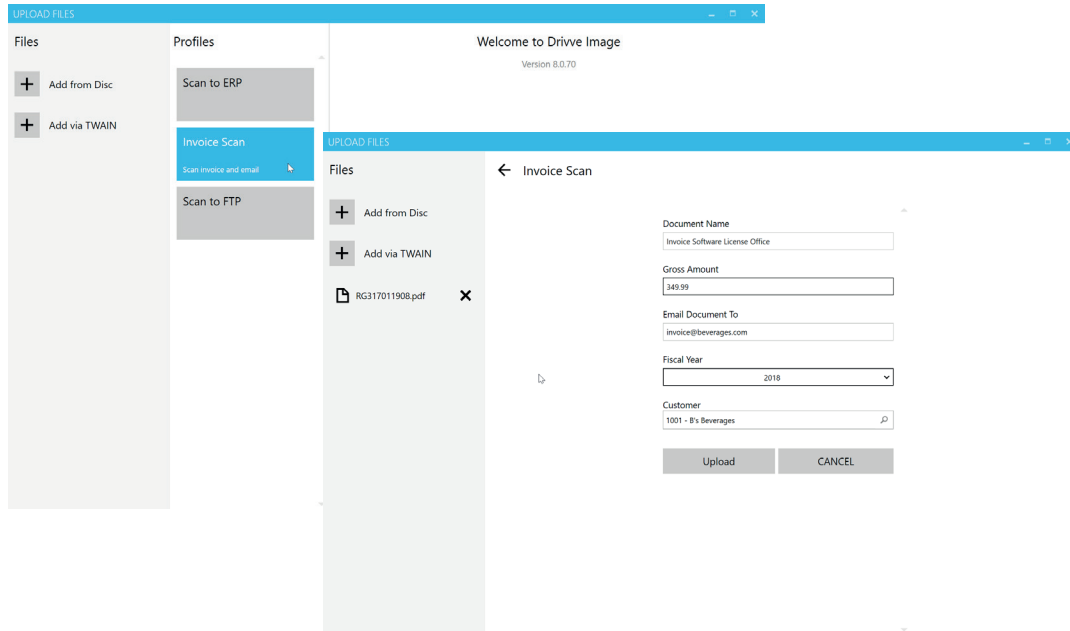 UPLOAD FILES
Files
Add from Disc
Add via TWAIN
Profiles
Scan to ERP
Invoice Scan
Scan invoice and email
Scan to FTP
Welcome to Drivve Image
Version 8.0.70
UPLOAD FILES
Files
Add from Disc
Add via TWAIN
RG317011908.pdf
Invoice Scan
Document Name
Invoice Software License Office
Gross Amount
349.99
Email Document To
invoice@beverages.com
Fiscal Year
2018
Customer
1001 - B's Beverages
Upload CANCEL